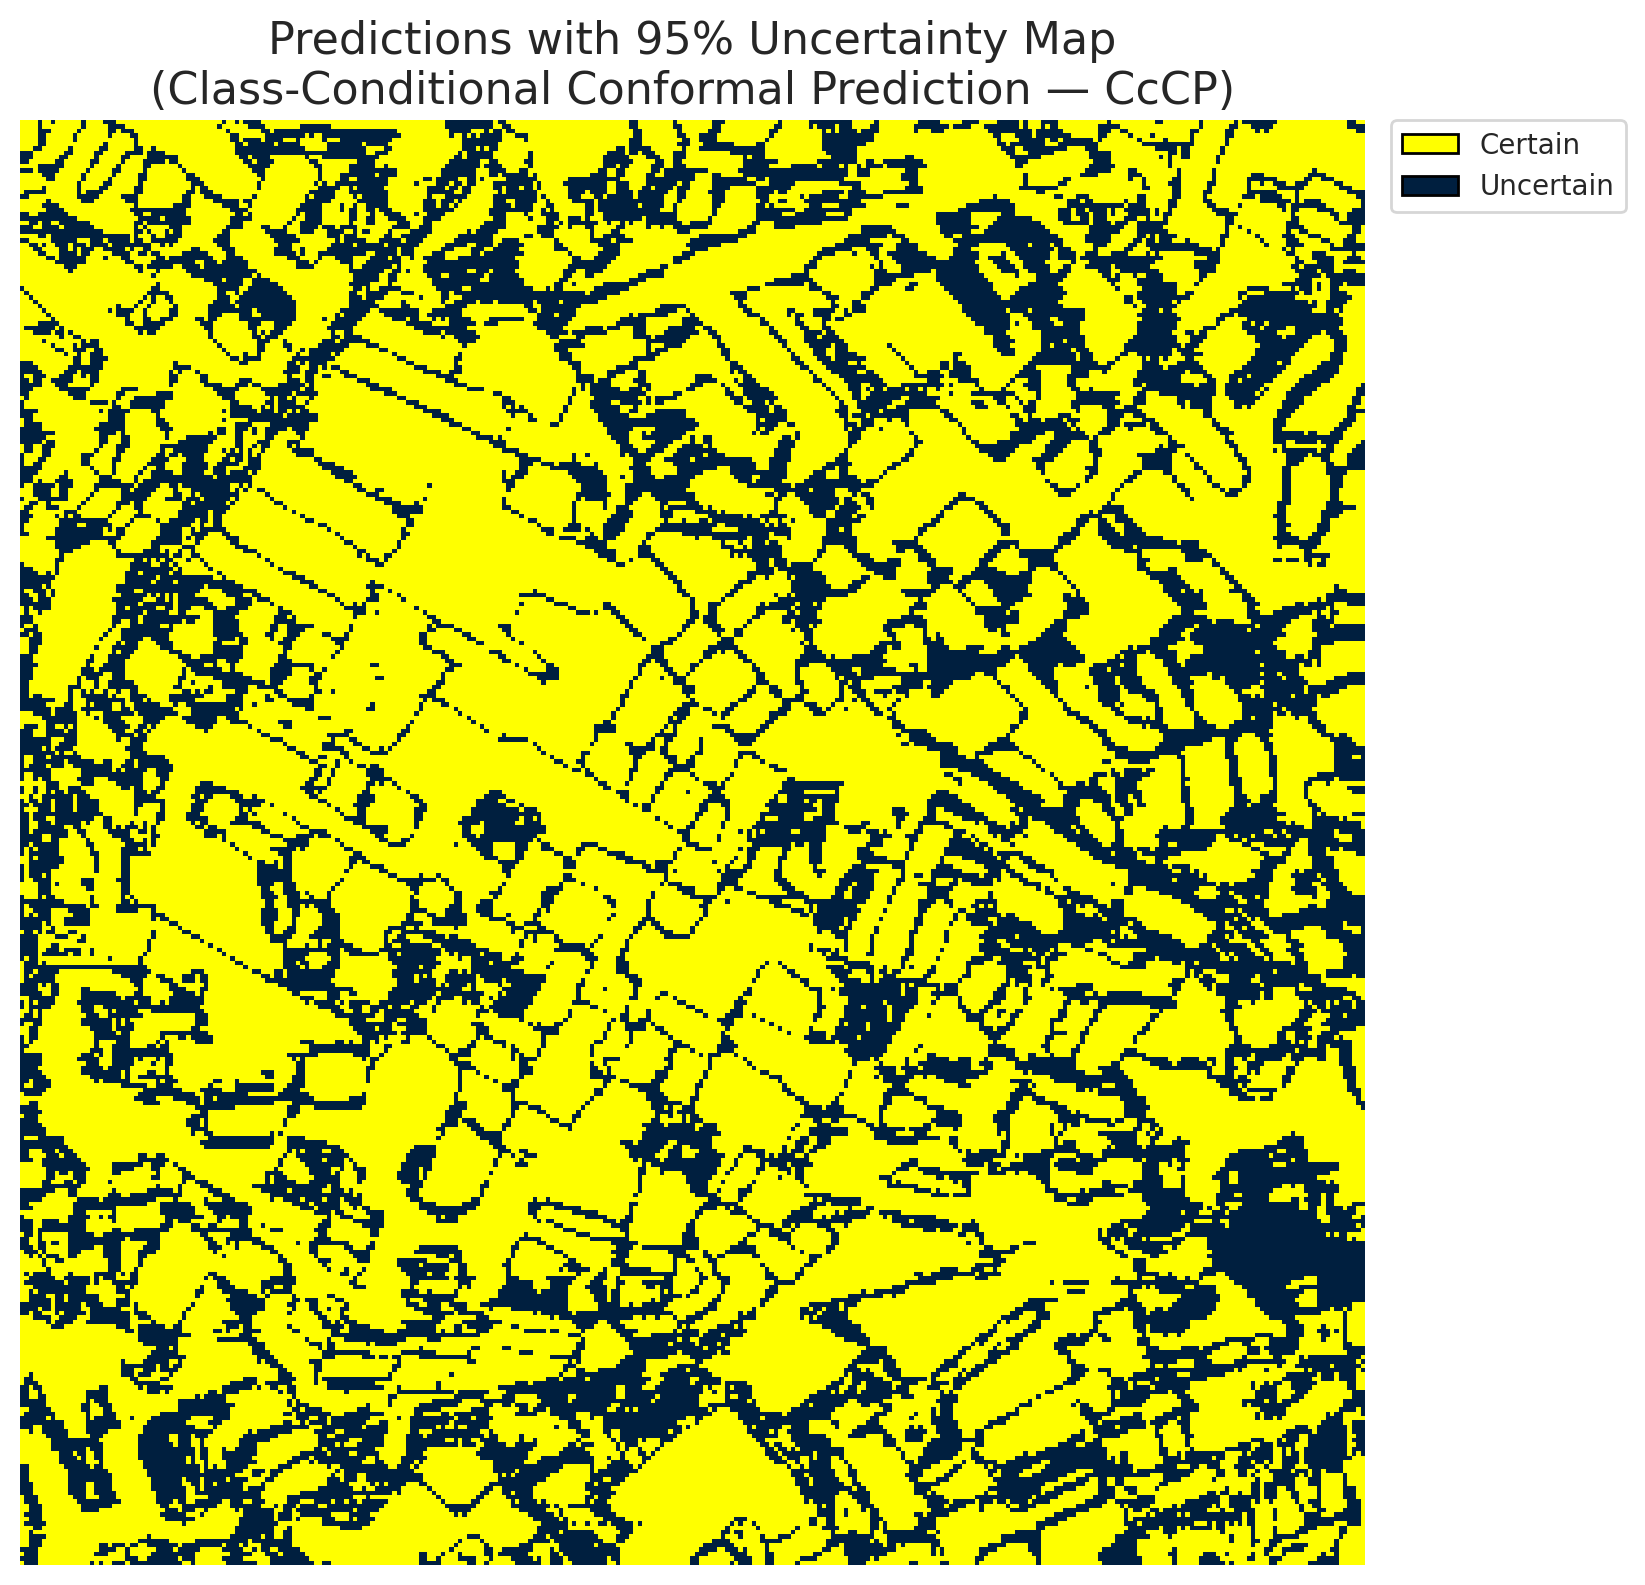 Predictions with 95% Uncertainty Map
(Class-Conditional Conformal Prediction — CcCP)
Certain
Uncertain